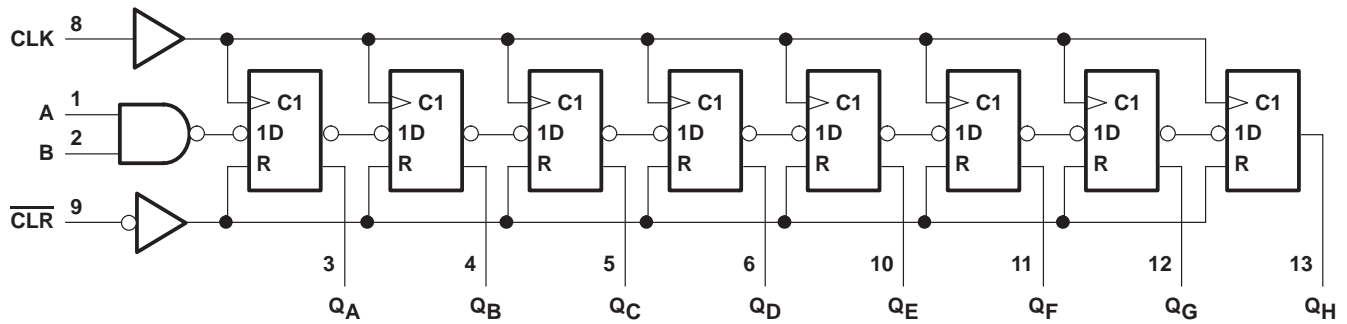 CLK 8
C1 C1 C1 C1 C1 C1 C1 C1
A 1
1D 1D 1D 1D 1D 1D 1D 1D
B 2
R R R R R R R R
CLR 9
3 4 5 6 10 11 12 13
QA QB QC QD QE QF QG QH